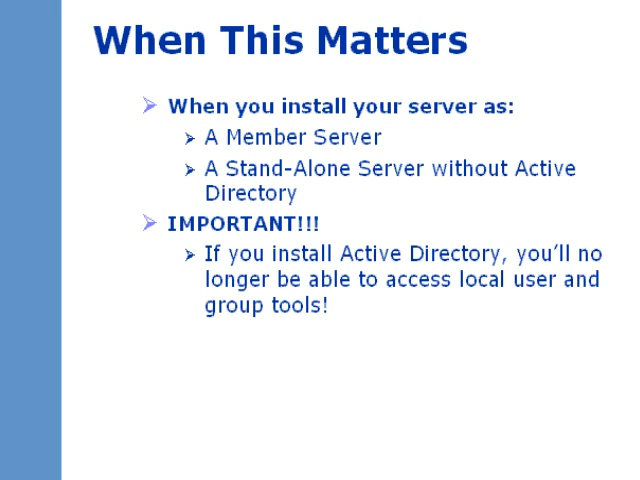 When This Matters
When you install your server as:
A Member Server
A Stand-Alone Server without Active
Directory
IMPORTANT!!!
If you install Active Directory, you’ll no
longer be able to access local user and
group tools!